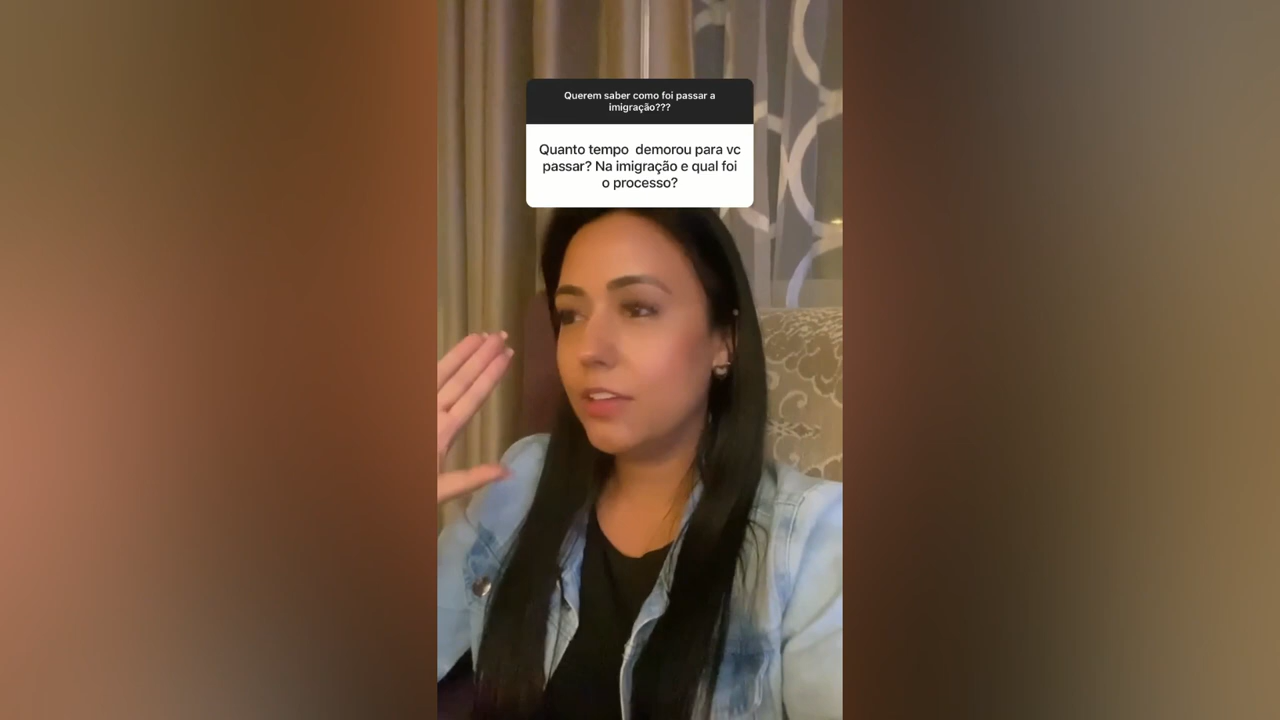 Querem saber como foi passar a
imigração???
Quanto tempo  demorou para vc
passar? Na imigração e qual foi
o processo?